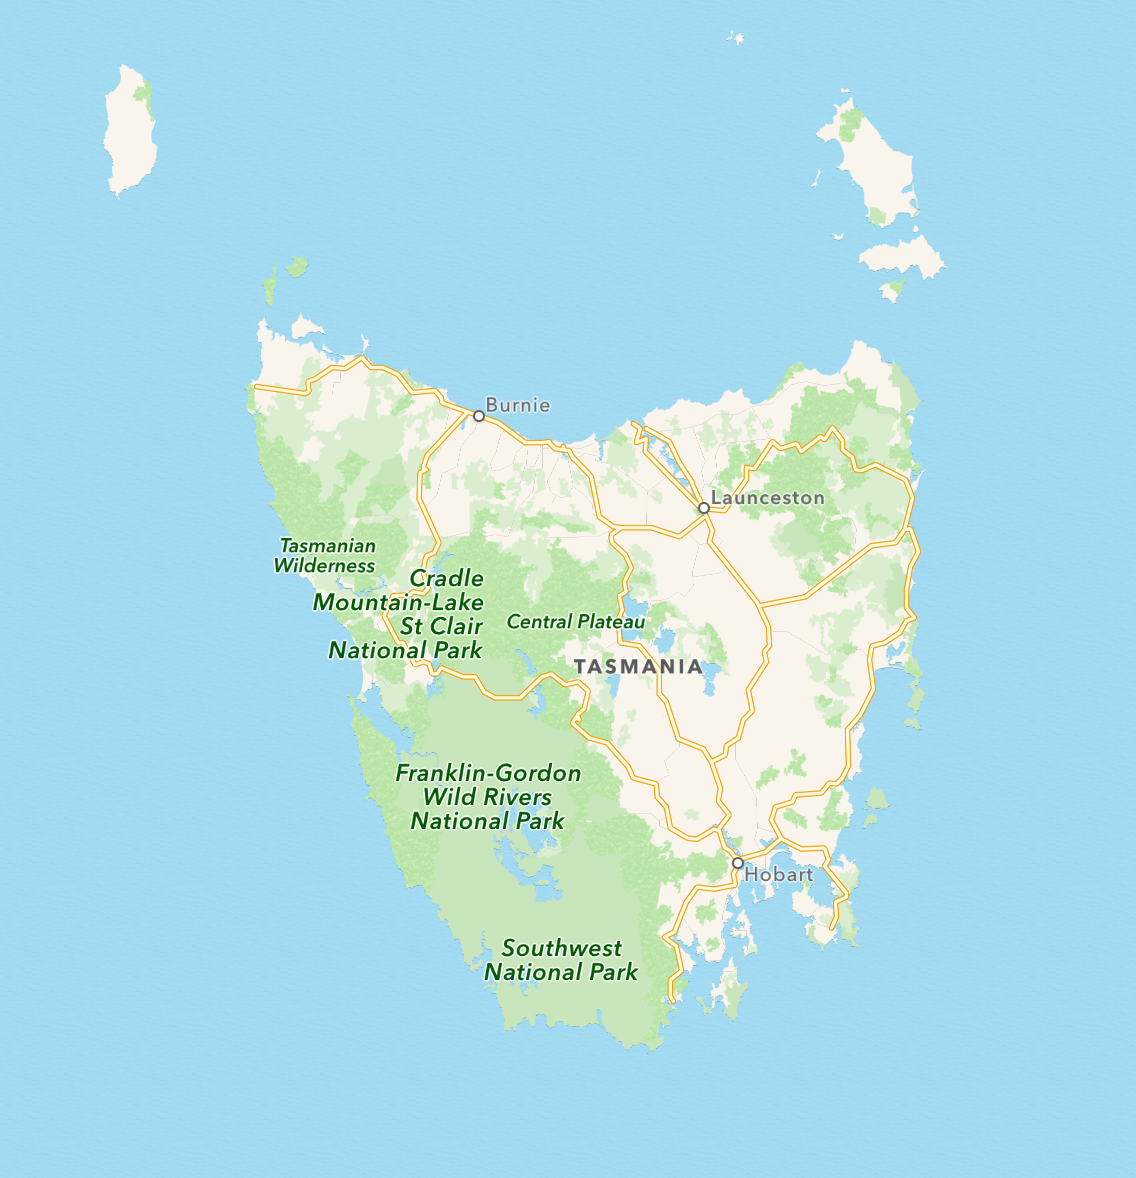 Burnie
Launceston
Tasmanian
Wilderness
Cradle
Mountain-Lake
St Clair
National Park
Central Plateau
TASMANIA
Franklin-Gordon
Wild Rivers
National Park
Hobart
Southwest
National Park